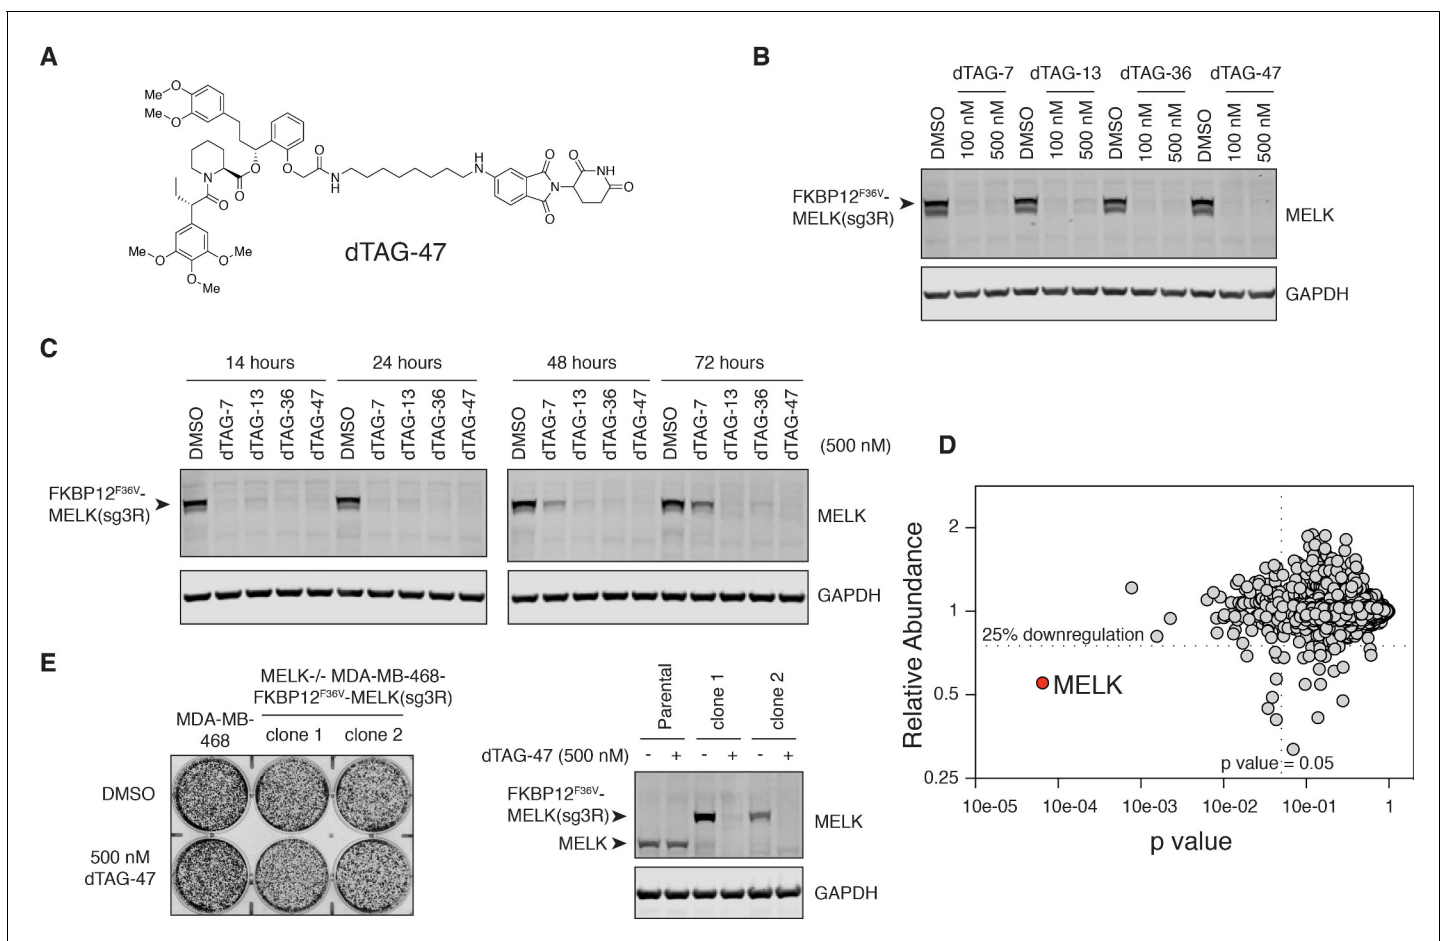 A
Me
O
Me
O
O
O
O
N
H
H
N
O
O
N
O
NH
O
O
N
O
O
Me
O
O
Me
O
Me
dTAG-47
B
dTAG-7 dTAG-13 dTAG-36 dTAG-47
DMSO 100 nM 500 nM DMSO 100 nM 500 nM DMSO 100 nM 500 nM DMSO 100 nM 500 nM
FKBP12F36V-
MELK(sg3R)
MELK
GAPDH
C
14 hours 24 hours 48 hours 72 hours
DMSO dTAG-7 dTAG-13 dTAG-36 dTAG-47 DMSO dTAG-7 dTAG-13 dTAG-36 dTAG-47 DMSO dTAG-7 dTAG-13 dTAG-36 dTAG-47 DMSO dTAG-7 dTAG-13 dTAG-36 dTAG-47
(500 nM)
FKBP12F36V-
MELK(sg3R)
MELK
GAPDH
D
Relative Abundance
2
1
0.5
0.25
25% downregulation
MELK
p value = 0.05
10e-05 10e-04 10e-03 10e-02 10e-01 1
p value
E
MELK-/- MDA-MB-468-
FKBP12F36V-MELK(sg3R)
MDA-MB-
468
clone 1 clone 2
DMSO
500 nM
dTAG-47
Parental clone 1 clone 2
dTAG-47 (500 nM) - + - + - +
FKBP12F36V-
MELK(sg3R)
MELK
MELK
GAPDH